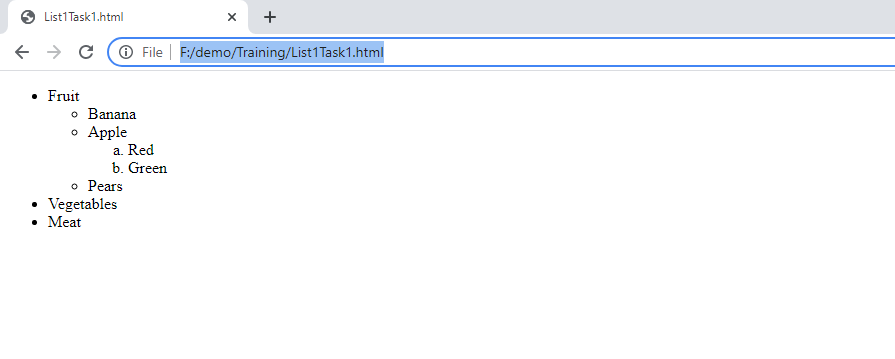 List1Task1.html
File F:/demo/Training/List1Task1.html
Fruit
Banana
Apple
a. Red
b. Green
Pears
Vegetables
Meat